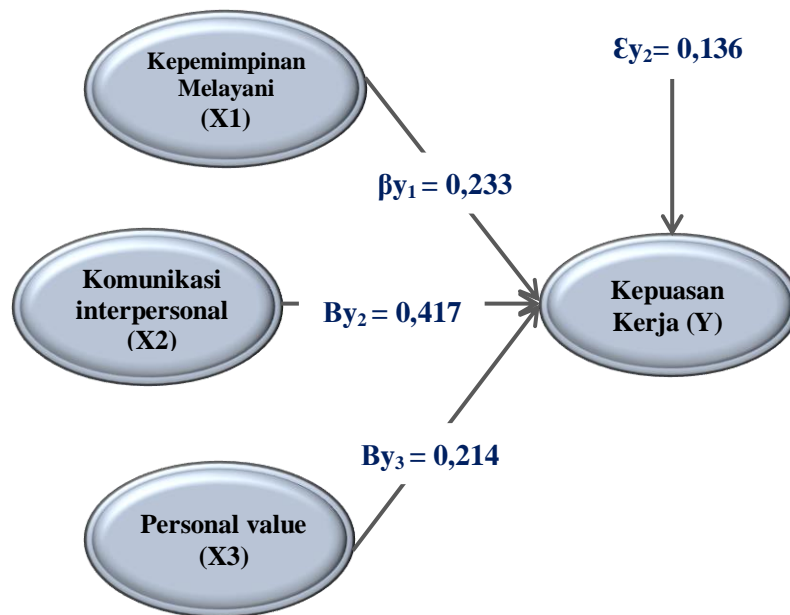 Kepemimpinan
Melayani
(X1)
Ɛy₂= 0,136
βy₁ = 0,233
Komunikasi
interpersonal
(X2)
By₂ = 0,417
Kepuasan
Kerja (Y)
By₃ = 0,214
Personal value
(X3)